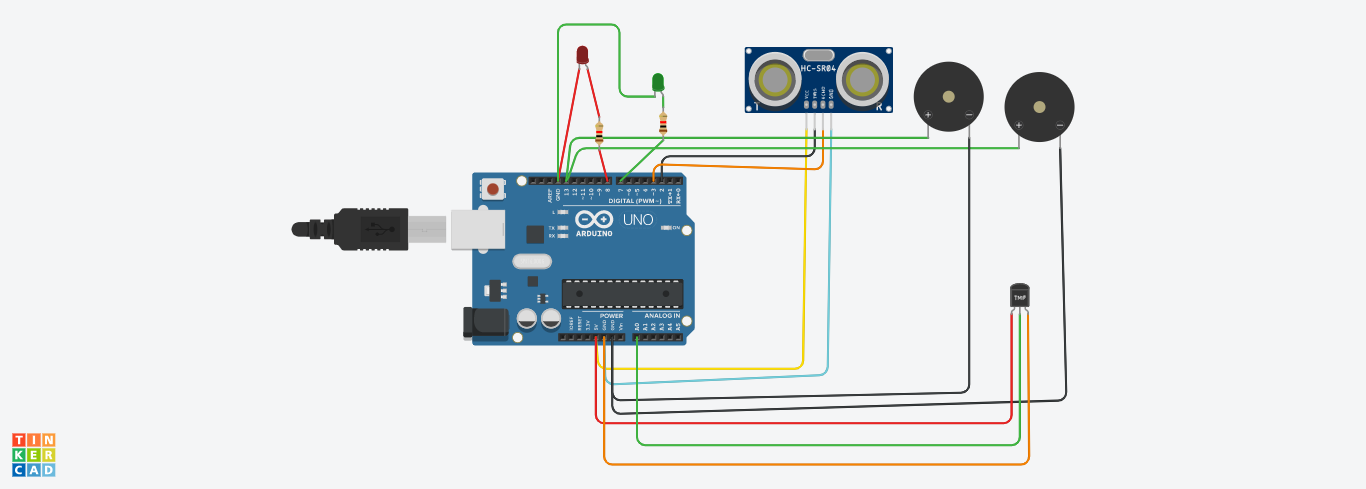 HC-SR04
VCC
TRIG
ECHO
GND
T R
+ −
+ −
AREF
GND
13
12
~11
~10
~9
8
7
~6
~5
4
~3
2
TX→1
RX←0
DIGITAL (PWM~)
L
TX
RX
UNO
ARDUINO
ON
TMP
POWER
ANALOG IN
IOREF
RESET
3.3V
5V
GND
GND
Vin
A0
A1
A2
A3
A4
A5
TIN
KER
CAD